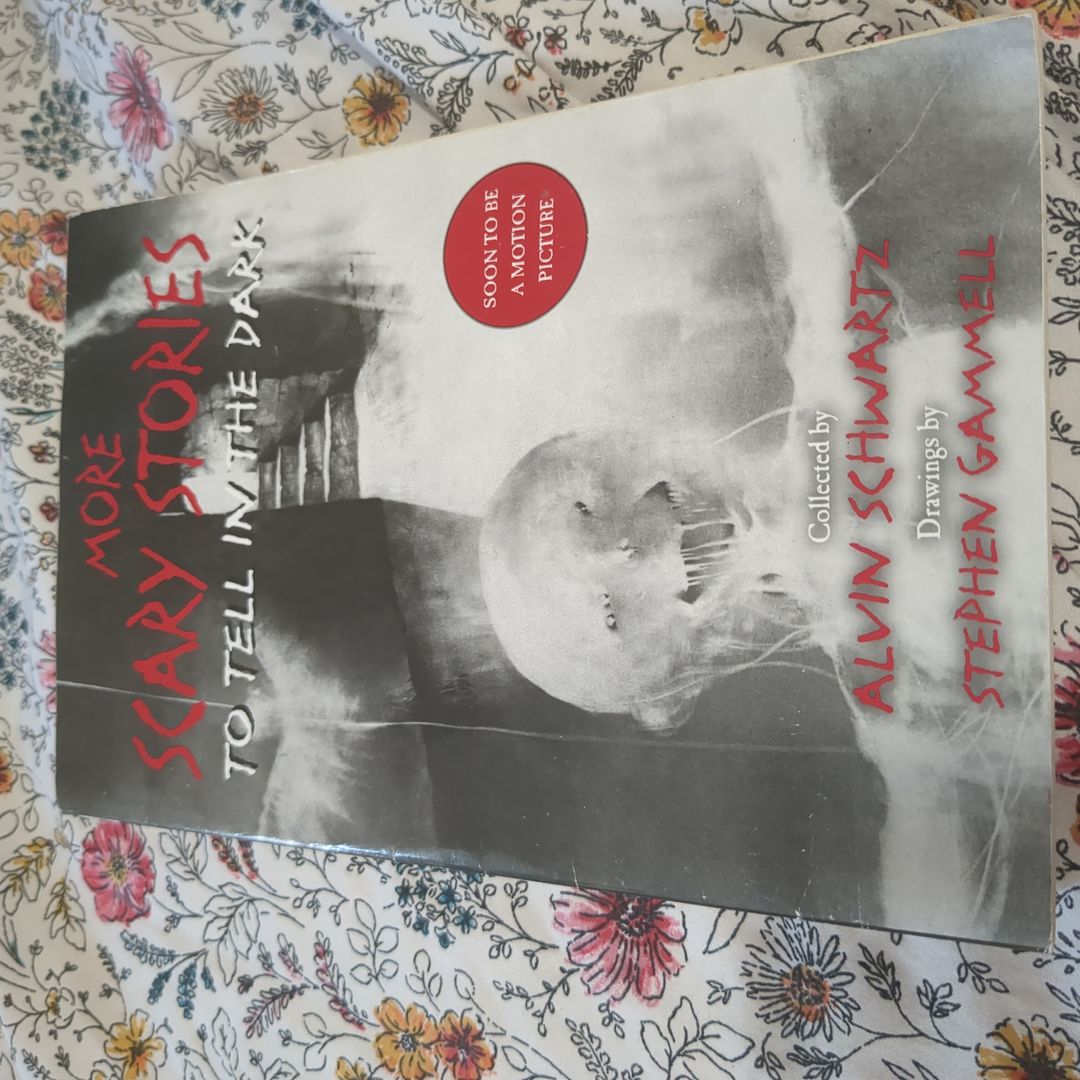 MORE
SCARY STORIES
TO TELL IN THE DARK
SOON TO BE
A MOTION
PICTURE*
Collected by
ALVIN SCHWARTZ
Drawings by
STEPHEN GAMMELL